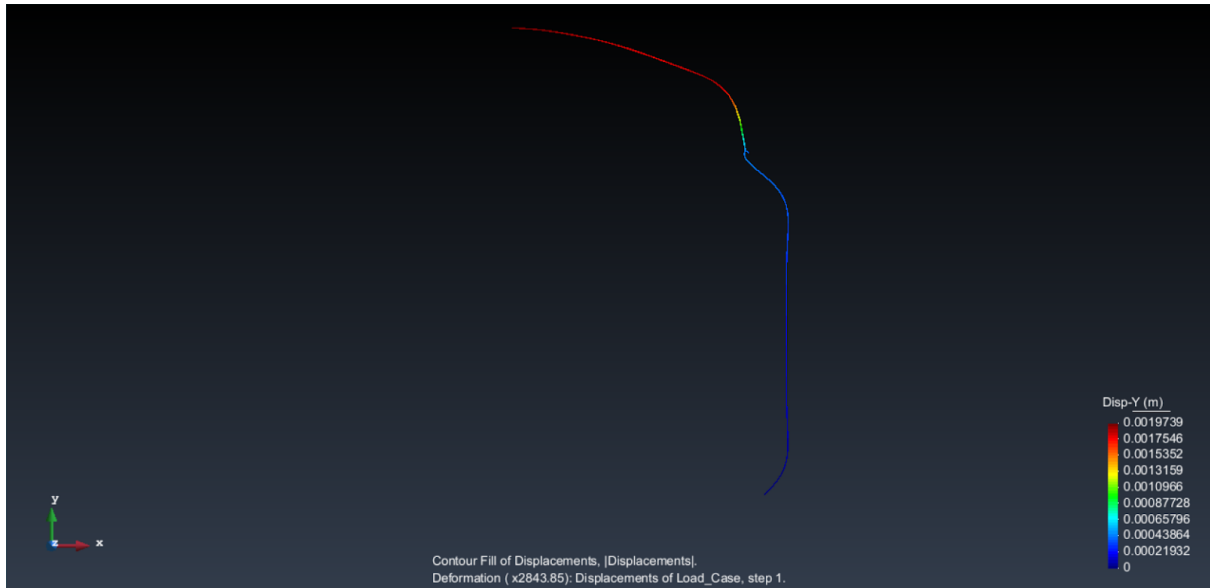 Disp-Y (m)
0.0019739
0.0017546
0.0015352
0.0013159
0.0010966
0.00087728
0.00065796
0.00043864
0.00021932
0
y
z
x
Contour Fill of Displacements, |Displacements|.
Deformation ( x2843.85): Displacements of Load_Case, step 1.